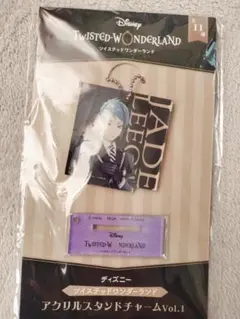 Disney
TWISTED-WONDERLAND
ツイステッドワンダーランド
11
JADE
LEECH
Disney
TWISTED-WONDERLAND
ディズニー
ツイステッドワンダーランド
アクリルスタンドチャームVol.1